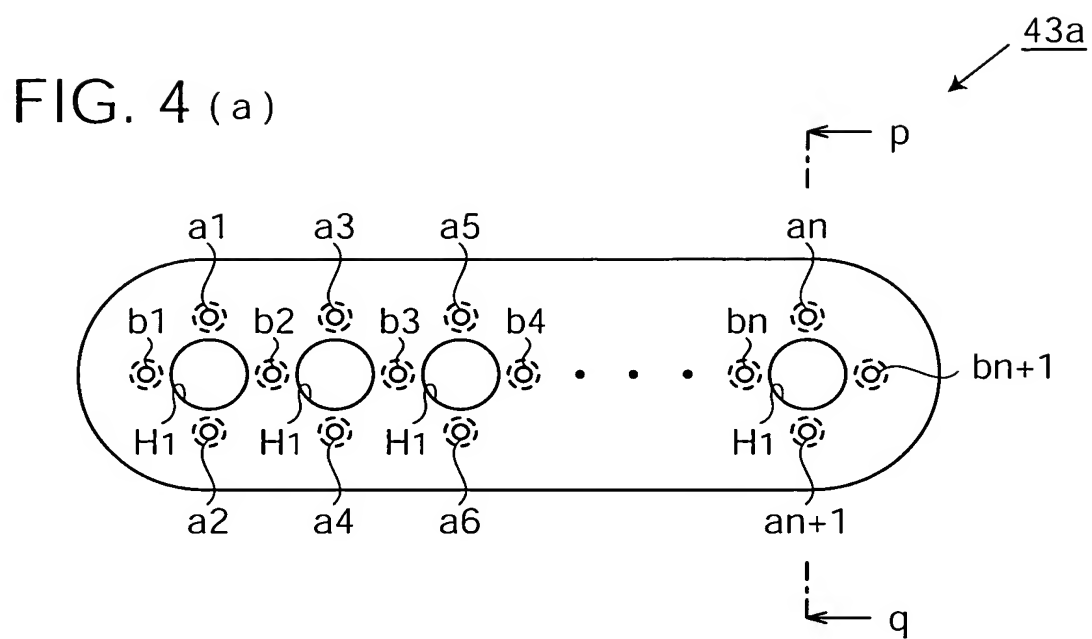 43a
FIG. 4 (a)
p
a1 a3 a5 an
b1 b2 b3 b4 bn
bn+1
H1 H1 H1 H1
a2 a4 a6 an+1
q